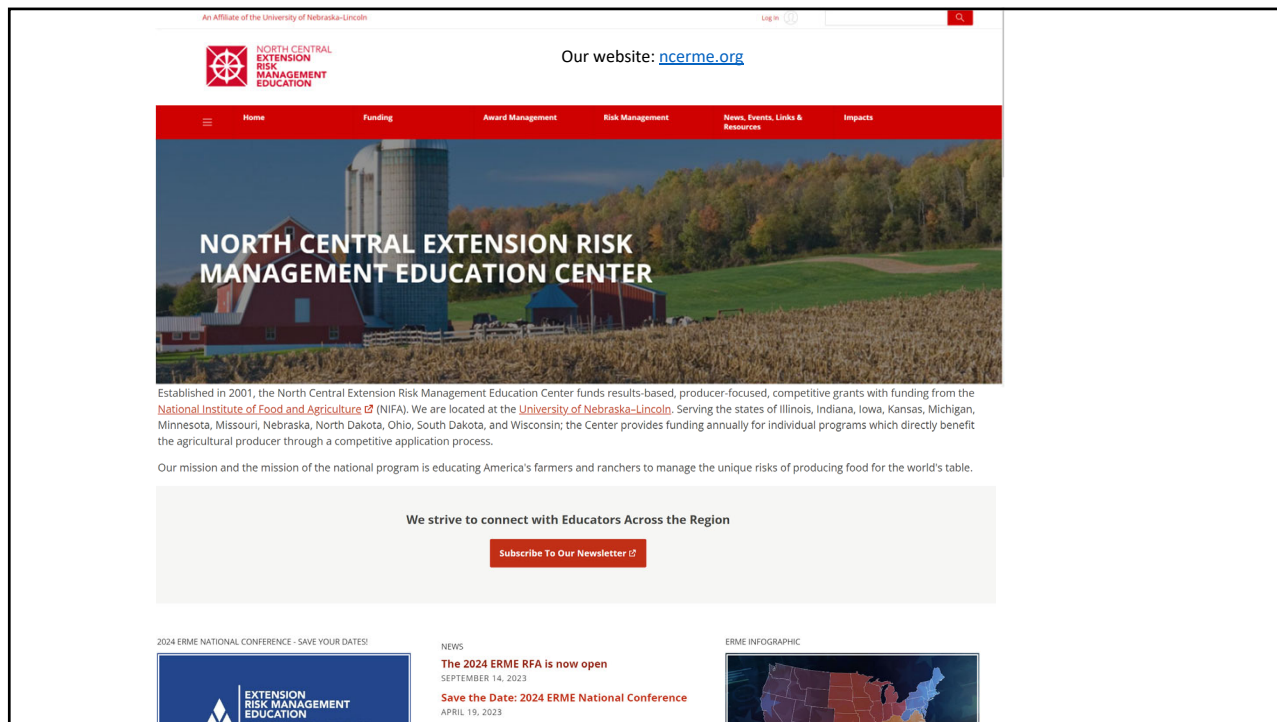 An Affiliate of the University of Nebraska–Lincoln
Log In
NORTH CENTRAL
EXTENSION
RISK
MANAGEMENT
EDUCATION
Our website: ncerme.org
Home
Funding
Award Management
Risk Management
News, Events, Links &
Resources
Impacts
NORTH CENTRAL EXTENSION RISK
MANAGEMENT EDUCATION CENTER
Established in 2001, the North Central Extension Risk Management Education Center funds results-based, producer-focused, competitive grants with funding from the
National Institute of Food and Agriculture (NIFA). We are located at the University of Nebraska–Lincoln. Serving the states of Illinois, Indiana, Iowa, Kansas, Michigan,
Minnesota, Missouri, Nebraska, North Dakota, Ohio, South Dakota, and Wisconsin; the Center provides funding annually for individual programs which directly benefit
the agricultural producer through a competitive application process.
Our mission and the mission of the national program is educating America's farmers and ranchers to manage the unique risks of producing food for the world's table.
We strive to connect with Educators Across the Region
Subscribe To Our Newsletter
2024 ERME NATIONAL CONFERENCE - SAVE YOUR DATES!
EXTENSION
RISK MANAGEMENT
EDUCATION
NEWS
The 2024 ERME RFA is now open
SEPTEMBER 14, 2023
Save the Date: 2024 ERME National Conference
APRIL 19, 2023
ERME INFOGRAPHIC